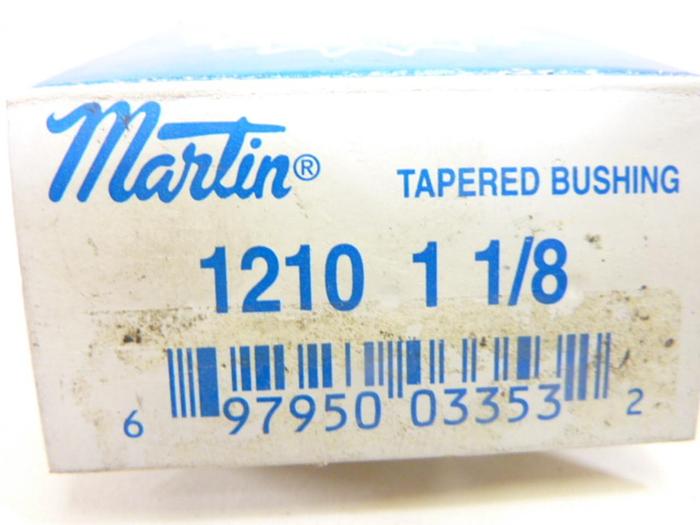 Martin® TAPERED BUSHING
1210 1 1/8
6 97950 03353 2